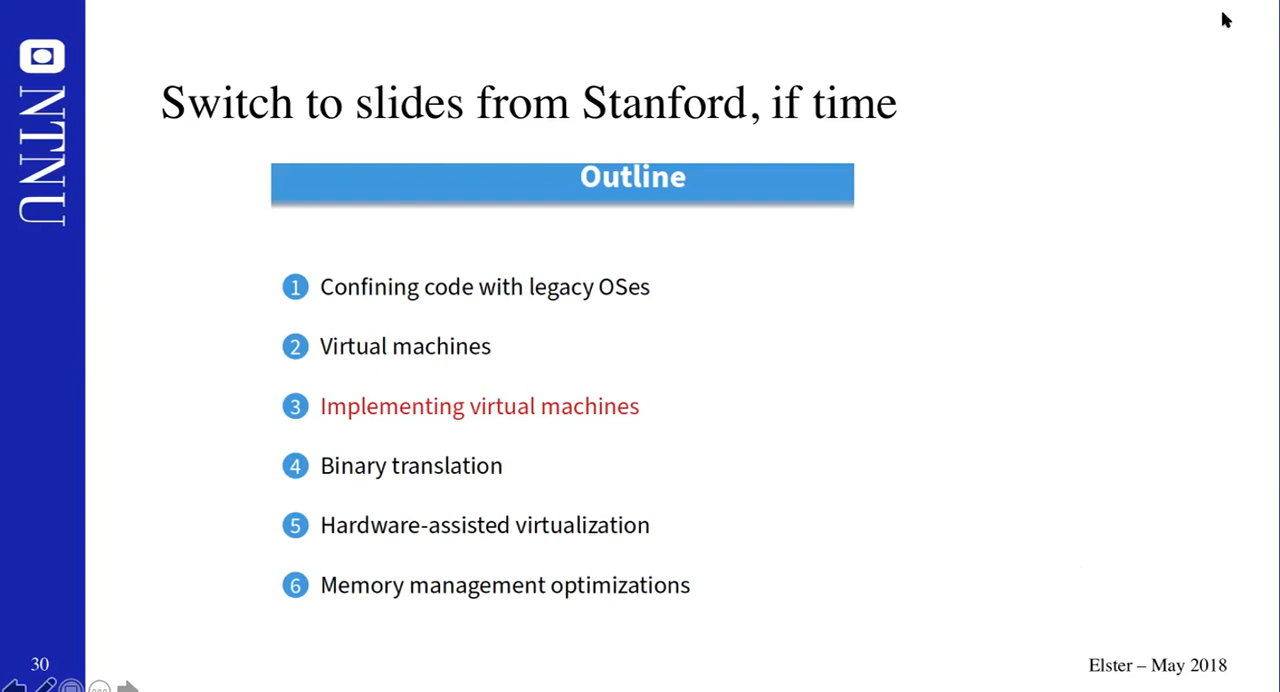 NTNU
Switch to slides from Stanford, if time
Outline
1 Confining code with legacy OSes
2 Virtual machines
3 Implementing virtual machines
4 Binary translation
5 Hardware-assisted virtualization
6 Memory management optimizations
30
Elster – May 2018